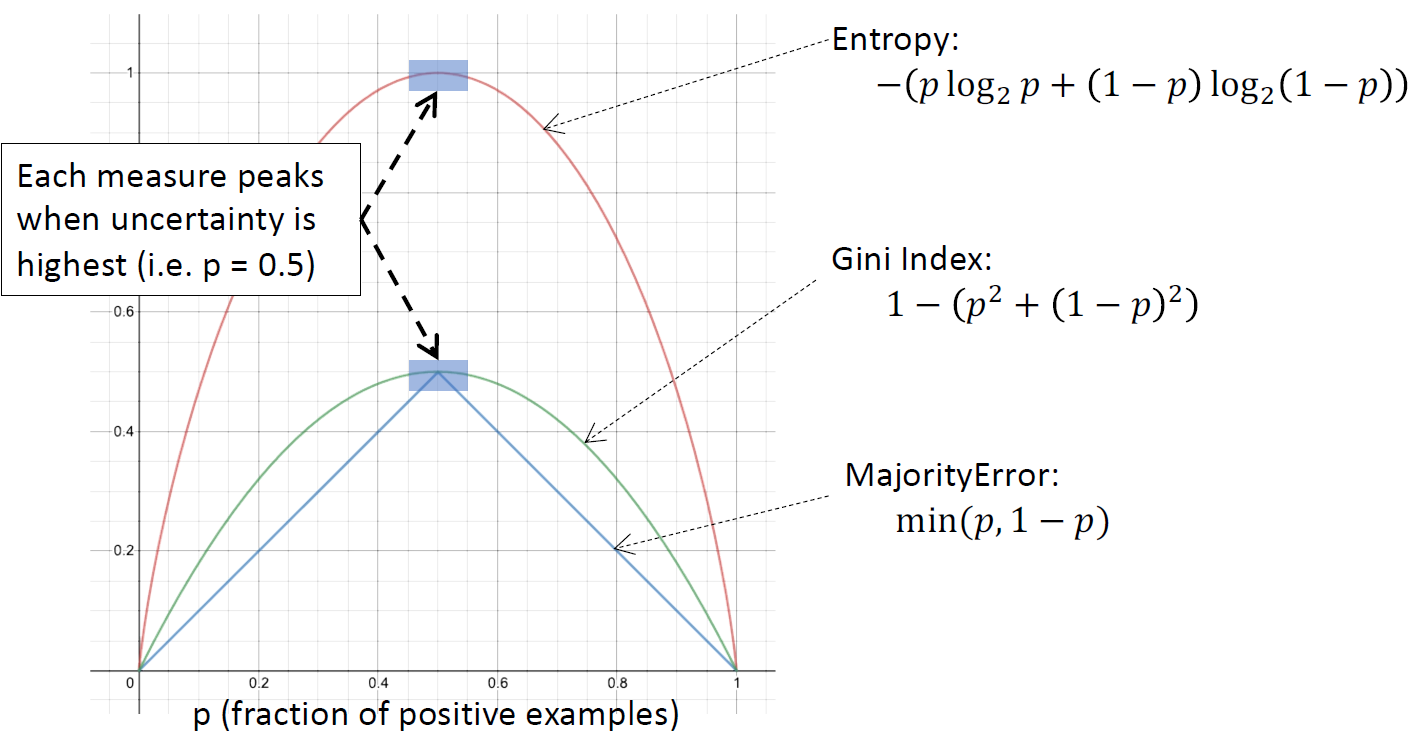 Entropy:
−(p log₂ p + (1 − p) log₂(1 − p))
1
Each measure peaks
when uncertainty is
highest (i.e. p = 0.5)
Gini Index:
1 − (p² + (1 − p)²)
0.6
0.4
MajorityError:
min(p, 1 − p)
0.2
0 0.2 0.4 0.6 0.8 1
p (fraction of positive examples)